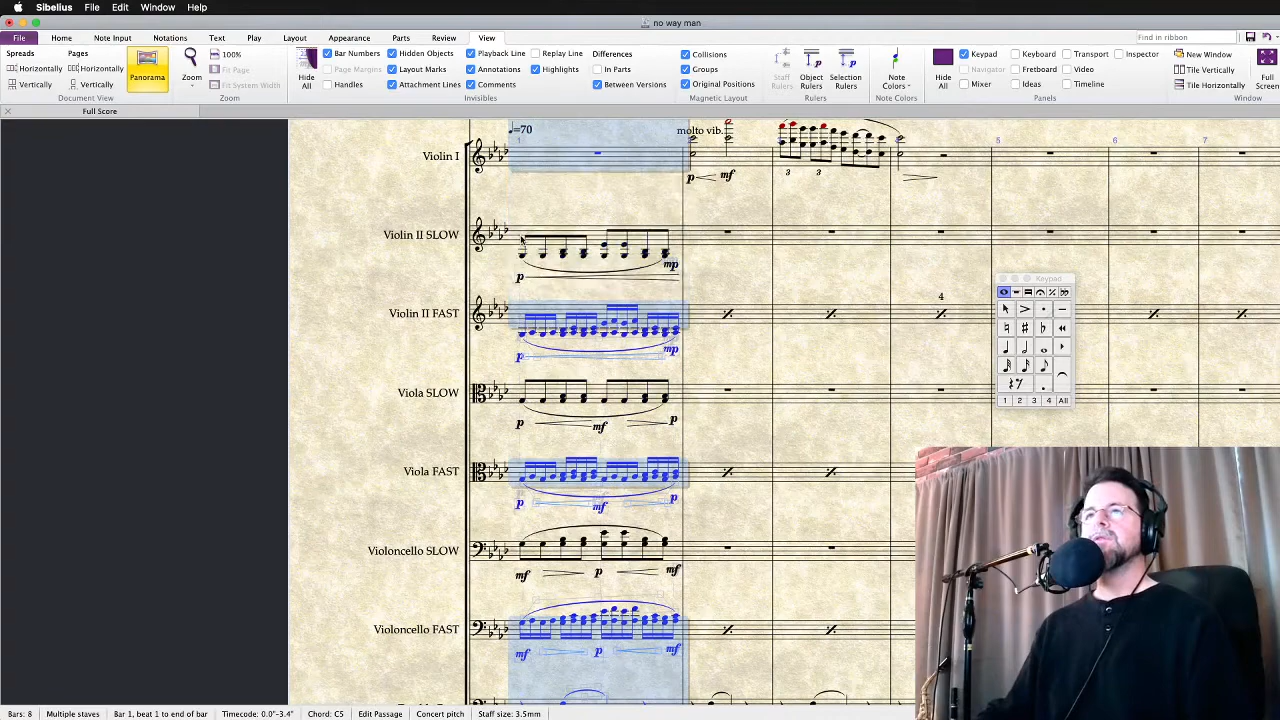 Sibelius File Edit Window Help
no way man
File Home Note Input Notations Text Play Layout Appearance Parts Review View Find in ribbon
Spreads Pages 100% Bar Numbers Hidden Objects Playback Line Replay Line Differences Collisions Keypad Keyboard Transport Inspector New Window
Horizontally Horizontally Fit Page Page Margins Layout Marks Annotations Highlights In Parts Groups Navigator Fretboard Video Tile Vertically
Vertically Vertically Panorama Zoom Fit System Width Hide All Handles Attachment Lines Comments Between Versions Original Positions Staff Rulers Object Rulers Selection Rulers Note Colors Hide All Mixer Ideas Timeline Tile Horizontally Full Screen
Document View Zoom Invisibles Magnetic Layout Rulers Note Colors Panels Window
Full Score
♩=70 molto vib.
1 5 6 7
Violin I
p mf 3 3
Violin II SLOW
mp
p
Keypad
4
Violin II FAST
mp
p
Viola SLOW
p mf p
1 2 3 4 All
Viola FAST
p mf p
Violoncello SLOW
mf p mf
Violoncello FAST
mf p mf
Bars: 8 Multiple staves Bar 1, beat 1 to end of bar Timecode: 0.0"-3.4" Chord: C5 Edit Passage Concert pitch Staff size: 3.5mm